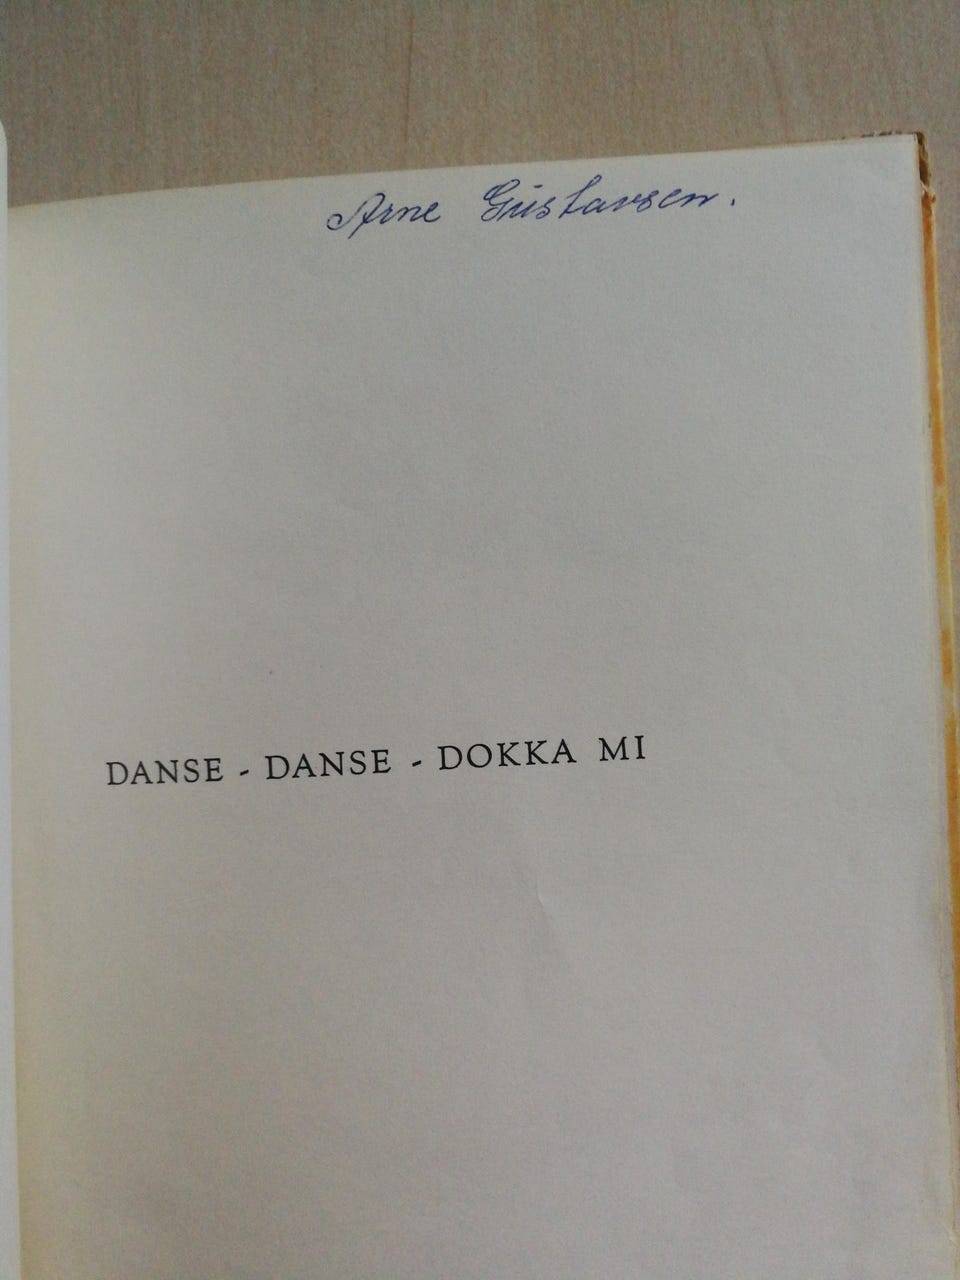 Arne Gustavsen.
DANSE - DANSE - DOKKA MI